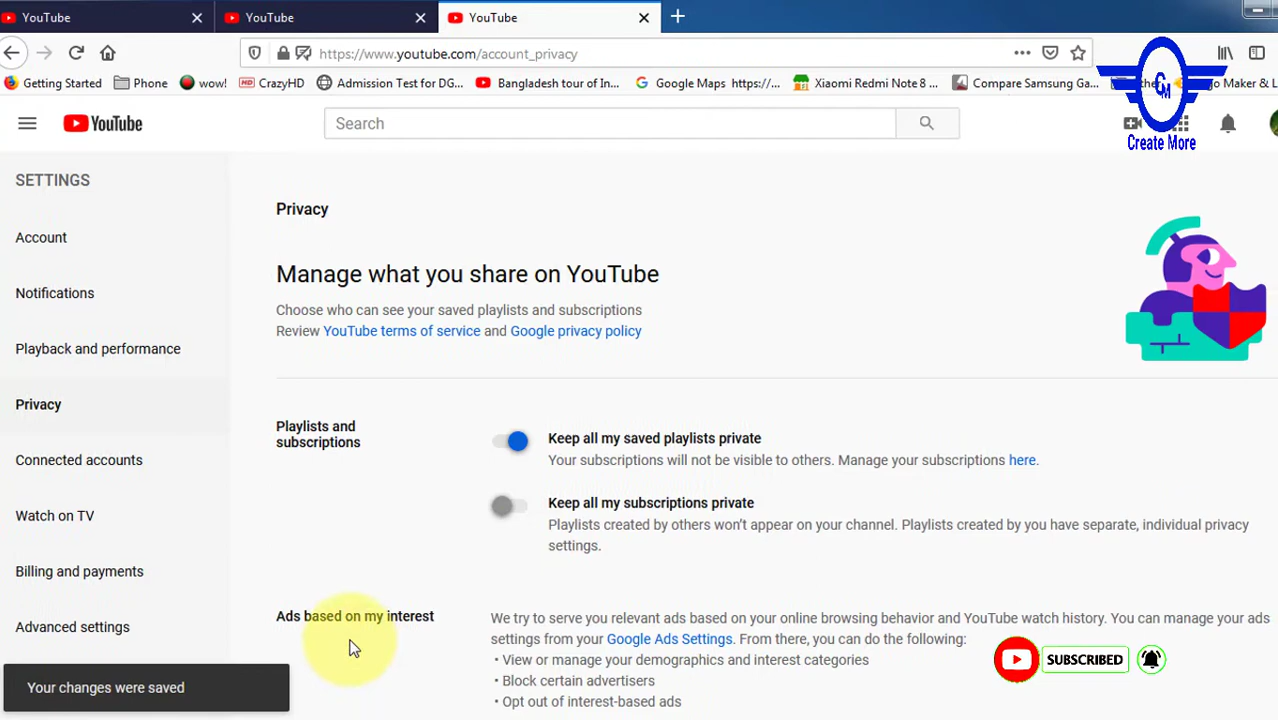 YouTube
YouTube
YouTube
https://www.youtube.com/account_privacy
Getting Started
Phone
wow!
HD CrazyHD
Admission Test for DG...
Bangladesh tour of In...
Google Maps https:/...
Xiaomi Redmi Note 8 ...
Compare Samsung Ga...
Maker & L
CM
Create More
YouTube
Search
SETTINGS
Account
Notifications
Playback and performance
Privacy
Connected accounts
Watch on TV
Billing and payments
Advanced settings
Privacy
Manage what you share on YouTube
Choose who can see your saved playlists and subscriptions
Review YouTube terms of service and Google privacy policy
Playlists and
subscriptions
Keep all my saved playlists private
Your subscriptions will not be visible to others. Manage your subscriptions here.
Keep all my subscriptions private
Playlists created by others won't appear on your channel. Playlists created by you have separate, individual privacy
settings.
Ads based on my interest
We try to serve you relevant ads based on your online browsing behavior and YouTube watch history. You can manage your ads
settings from your Google Ads Settings. From there, you can do the following:
• View or manage your demographics and interest categories
• Block certain advertisers
• Opt out of interest-based ads
SUBSCRIBED
Your changes were saved